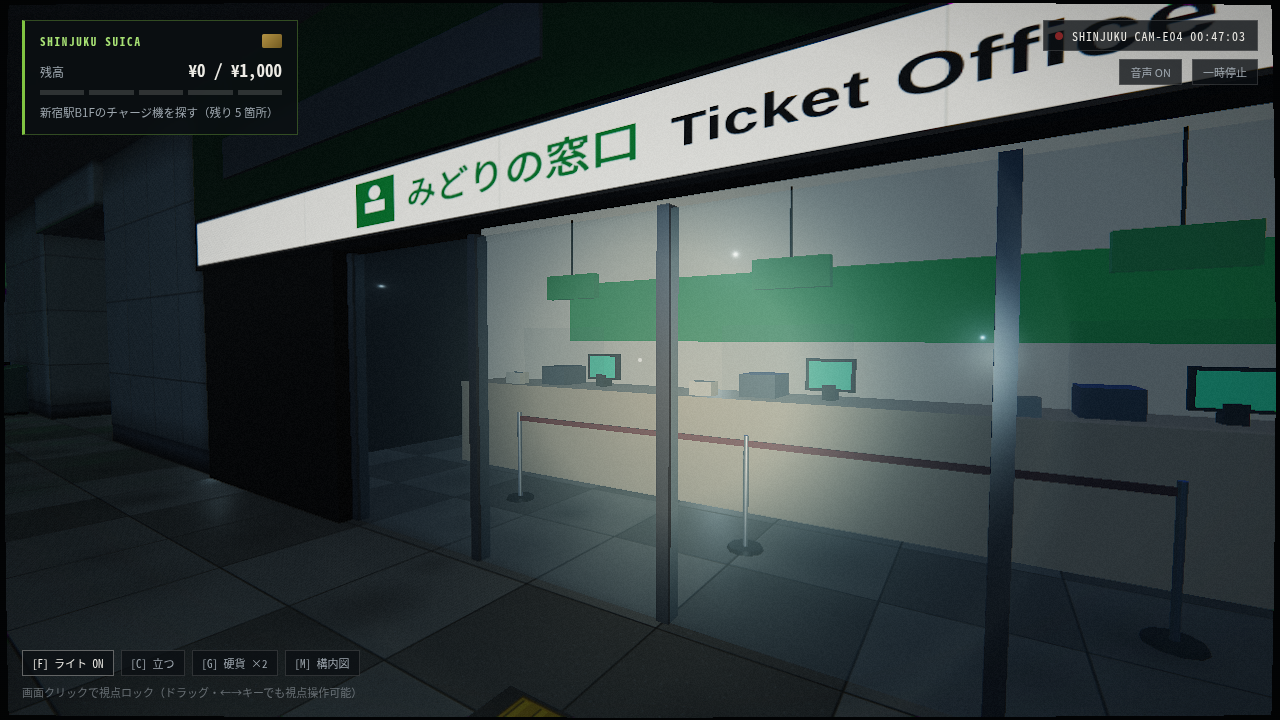 SHINJUKU SUICA
残高 ¥0 / ¥1,000
新宿駅B1Fのチャージ機を探す（残り5箇所）
SHINJUKU CAM-E04 00:47:03
音声 ON 一時停止
みどりの窓口 Ticket Office
[F] ライト ON [C] 立つ [G] 硬貨 ×2 [M] 構内図
画面クリックで視点ロック（ドラッグ・←→キーでも視点操作可能）